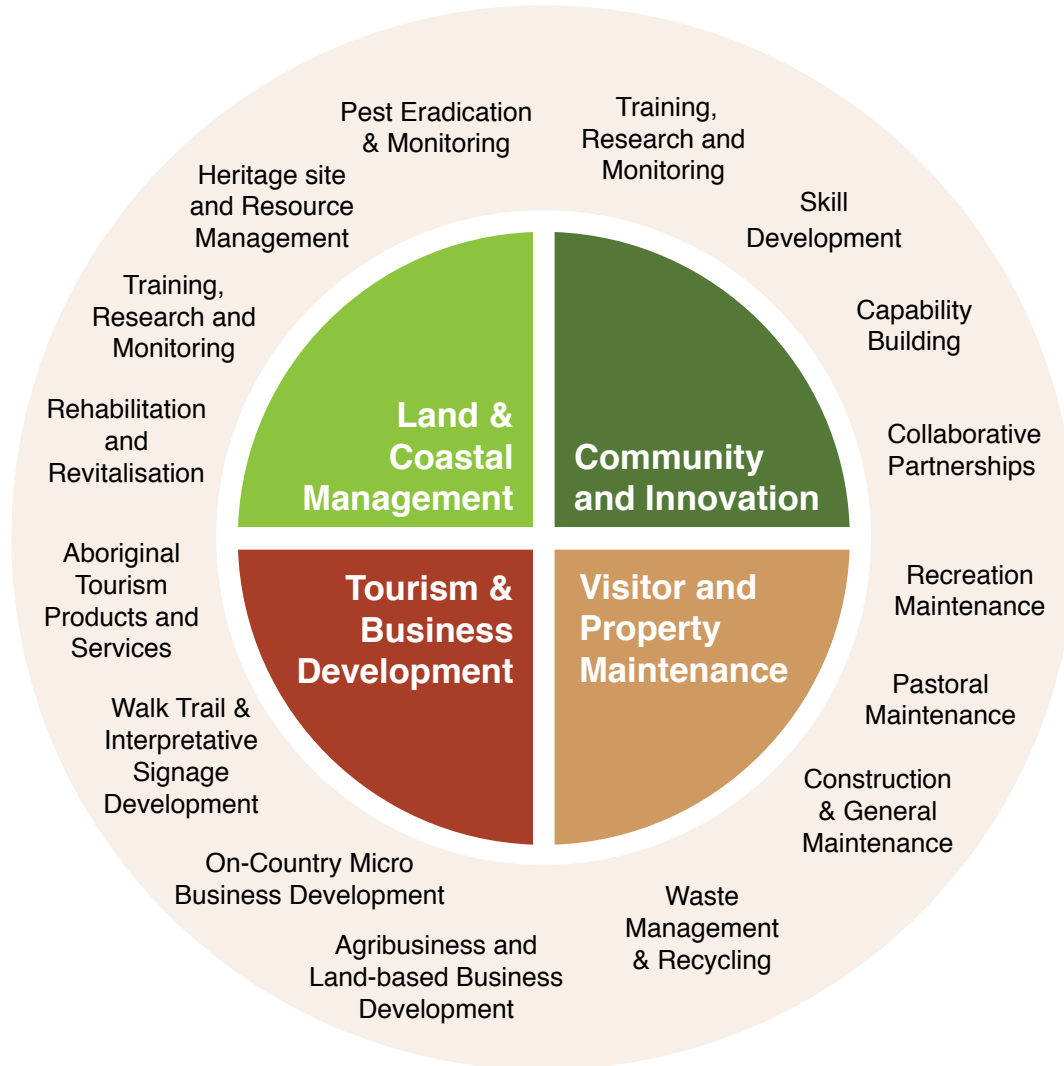 Pest Eradication
& Monitoring
Training,
Research and
Monitoring
Heritage site
and Resource
Management
Skill
Development
Training,
Research and
Monitoring
Capability
Building
Rehabilitation
and
Revitalisation
Collaborative
Partnerships
Land &
Coastal
Management
Community
and Innovation
Aboriginal
Tourism
Products and
Services
Tourism &
Business
Development
Visitor and
Property
Maintenance
Recreation
Maintenance
Walk Trail &
Interpretative
Signage
Development
Pastoral
Maintenance
Construction
& General
Maintenance
On-Country Micro
Business Development
Waste
Management
& Recycling
Agribusiness and
Land-based Business
Development